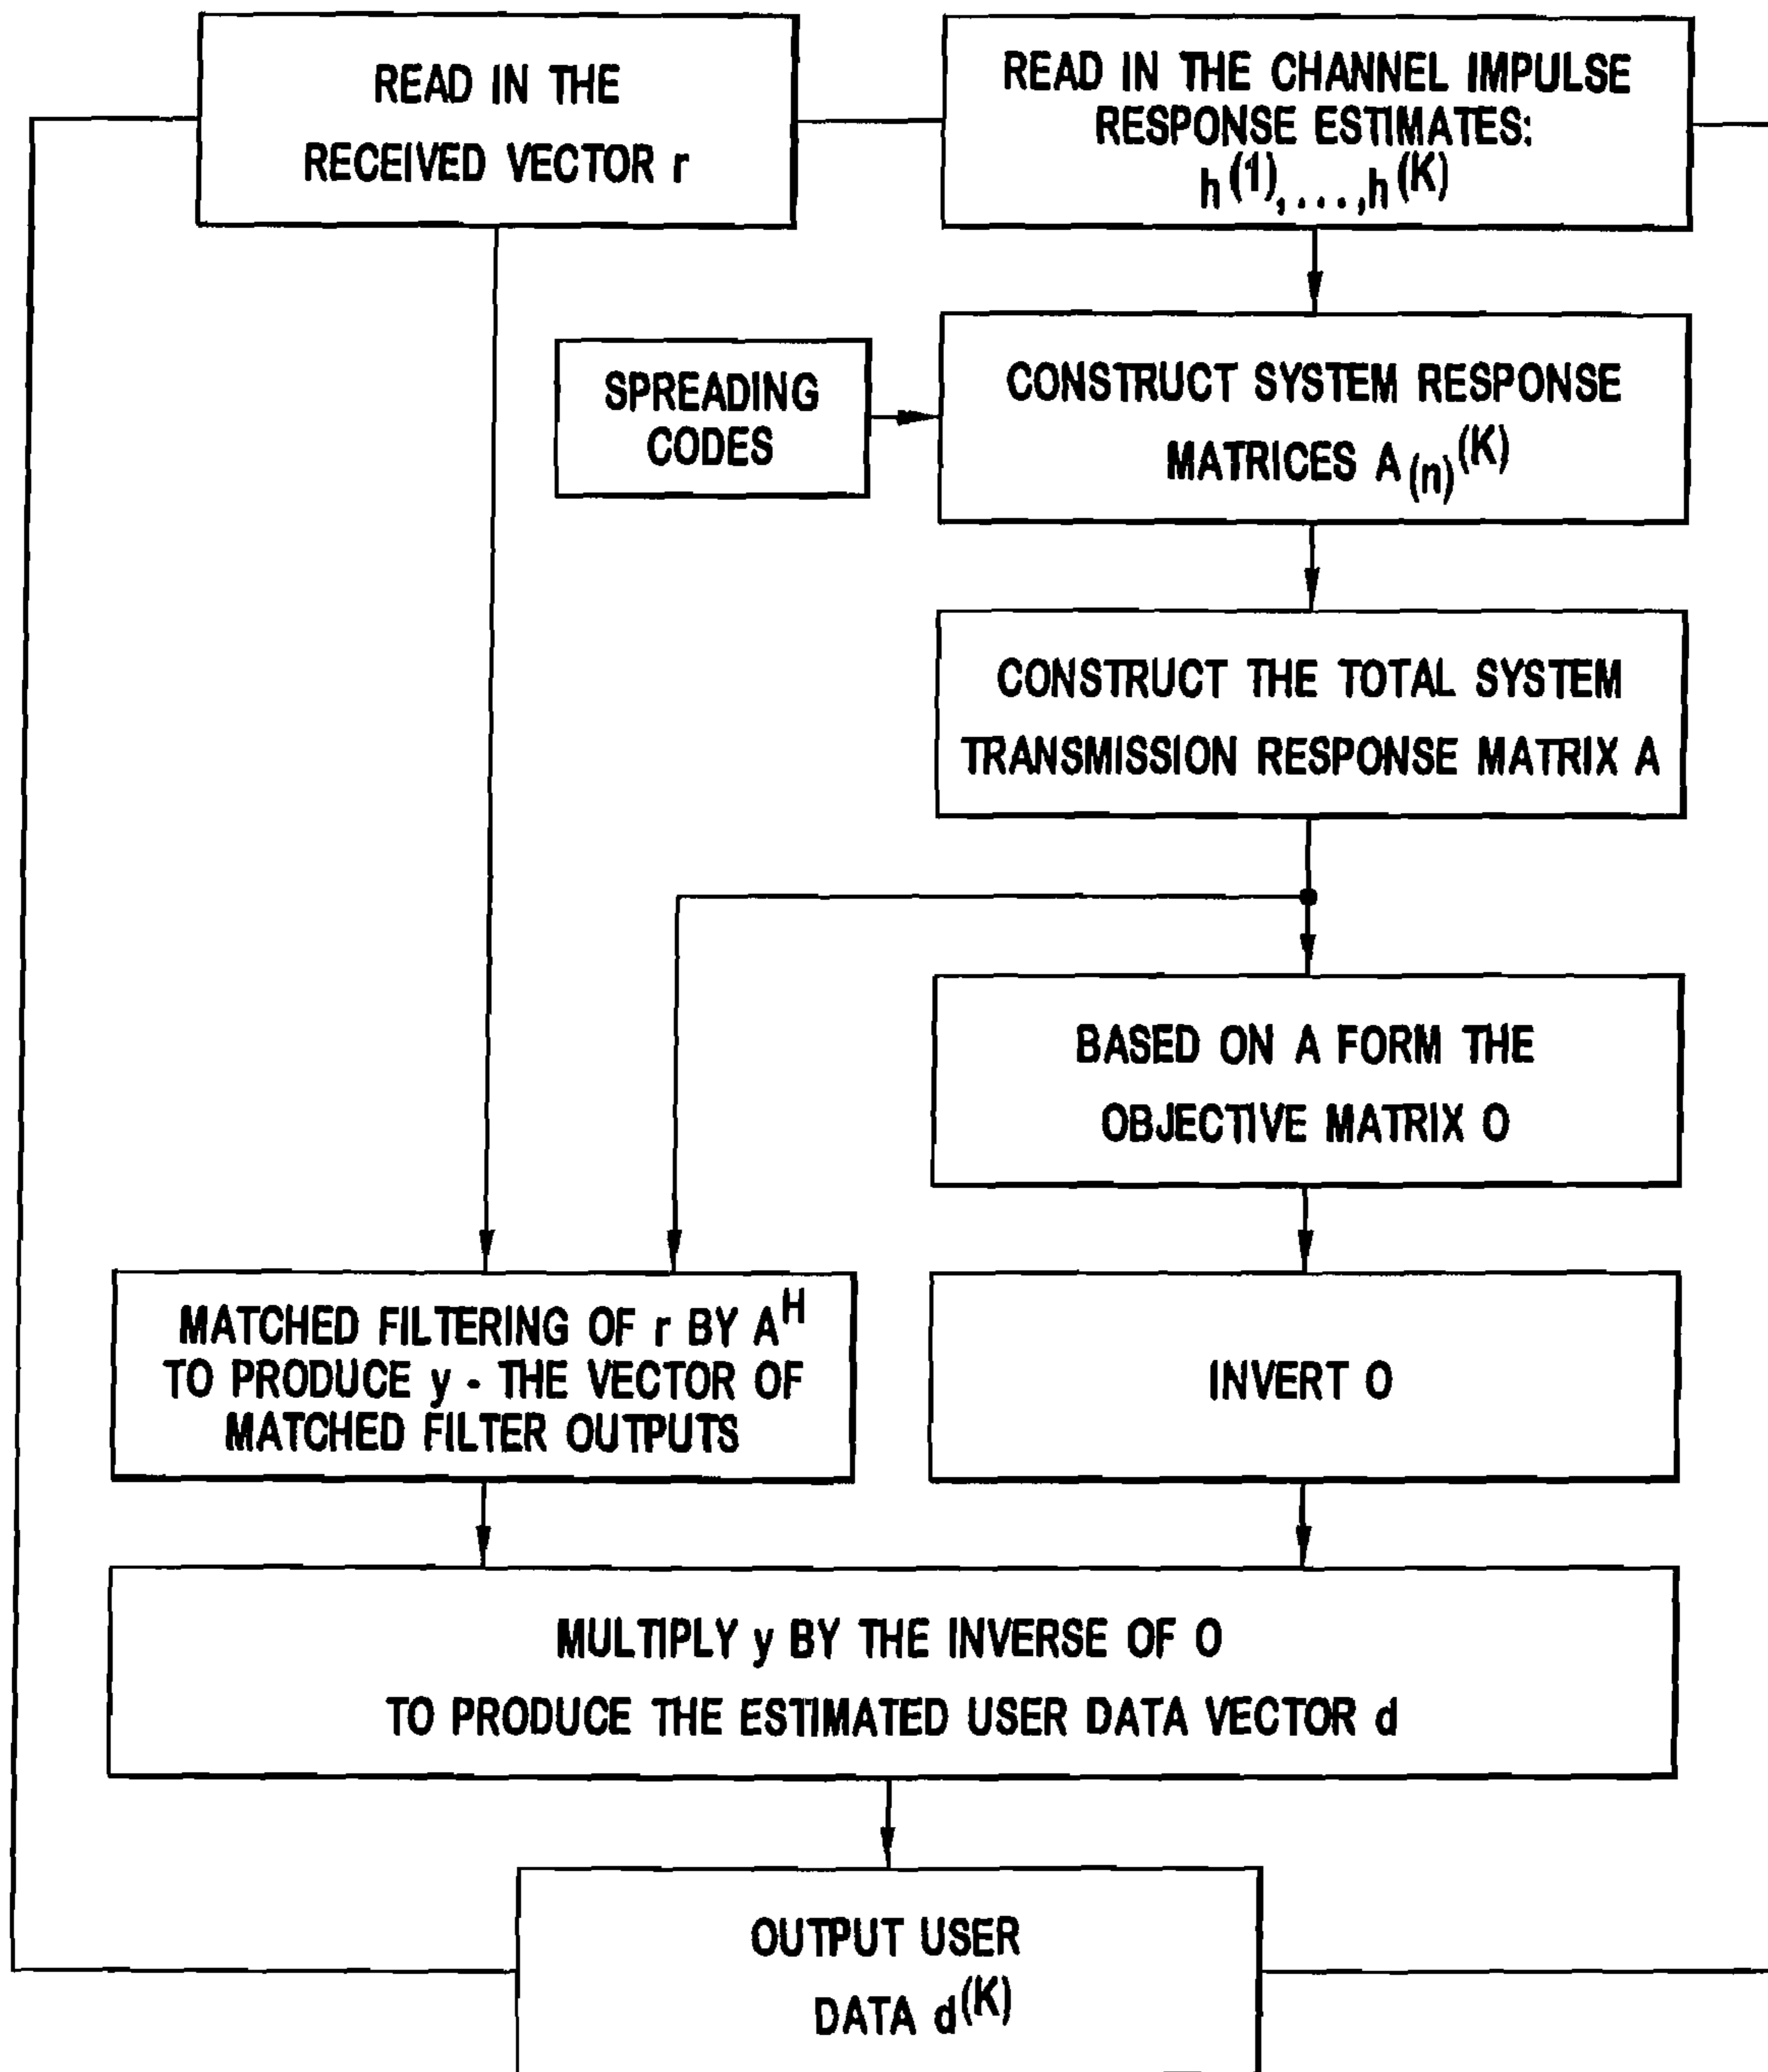 READ IN THE
RECEIVED VECTOR r
READ IN THE CHANNEL IMPULSE
RESPONSE ESTIMATES:
h(1),...,h(K)
SPREADING
CODES
CONSTRUCT SYSTEM RESPONSE
MATRICES A(n)(K)
CONSTRUCT THE TOTAL SYSTEM
TRANSMISSION RESPONSE MATRIX A
BASED ON A FORM THE
OBJECTIVE MATRIX O
MATCHED FILTERING OF r BY AH
TO PRODUCE y - THE VECTOR OF
MATCHED FILTER OUTPUTS
INVERT O
MULTIPLY y BY THE INVERSE OF O
TO PRODUCE THE ESTIMATED USER DATA VECTOR d
OUTPUT USER
DATA d(K)